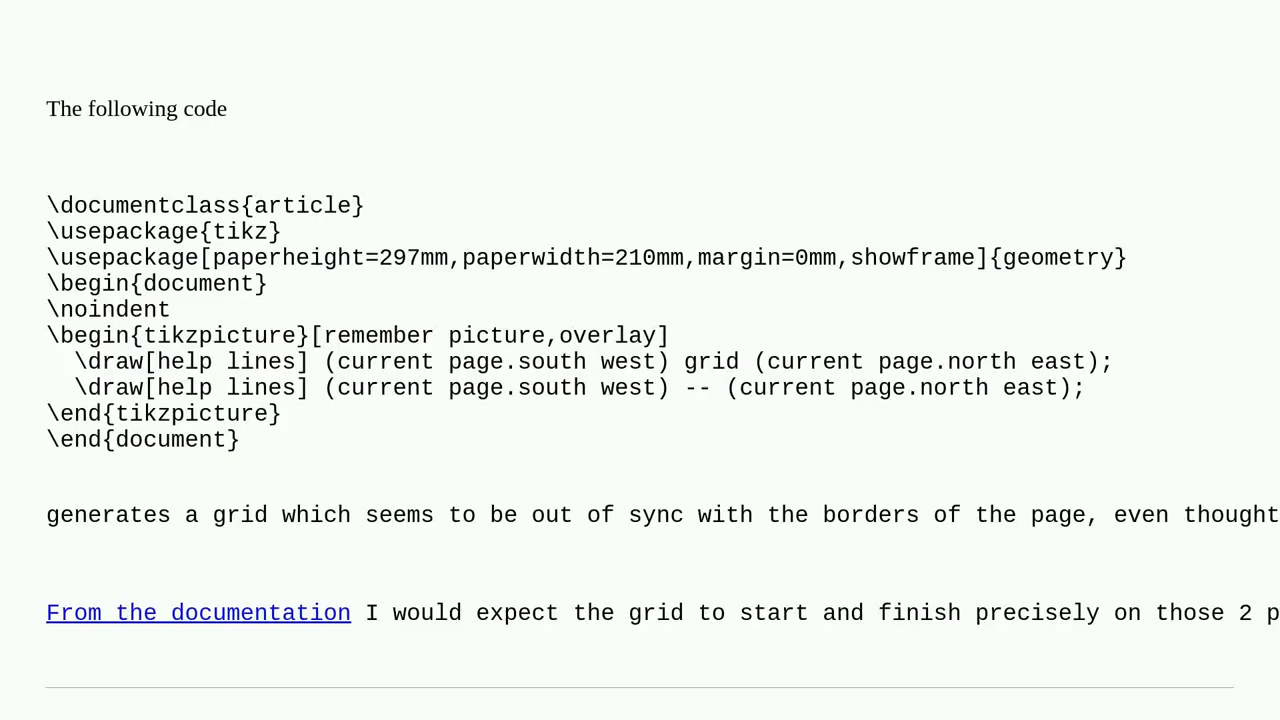 The following code
\documentclass{article}
\usepackage{tikz}
\usepackage[paperheight=297mm,paperwidth=210mm,margin=0mm,showframe]{geometry}
\begin{document}
\noindent
\begin{tikzpicture}[remember picture,overlay]
  \draw[help lines] (current page.south west) grid (current page.north east);
  \draw[help lines] (current page.south west) -- (current page.north east);
\end{tikzpicture}
\end{document}
generates a grid which seems to be out of sync with the borders of the page, even thought
From the documentation I would expect the grid to start and finish precisely on those 2 p